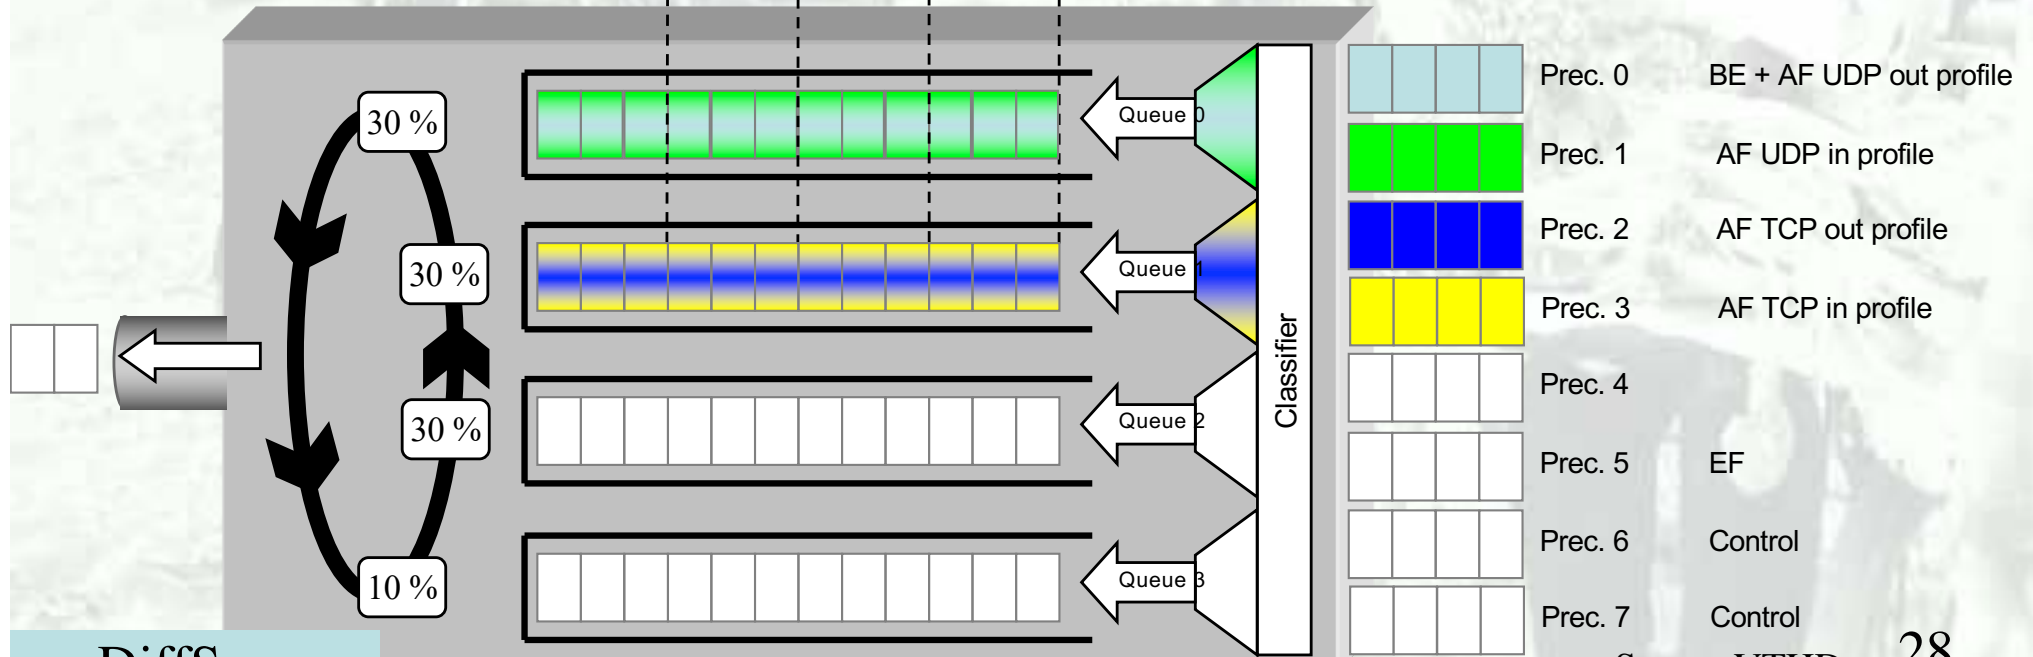 Prec. 0 BE + AF UDP out profile
30 %
Queue 0
Prec. 1 AF UDP in profile
Prec. 2 AF TCP out profile
30 %
Queue 1
Prec. 3 AF TCP in profile
Classifier
Prec. 4
30 %
Queue 2
Prec. 5 EF
Prec. 6 Control
10 %
Queue 3
Prec. 7 Control
28